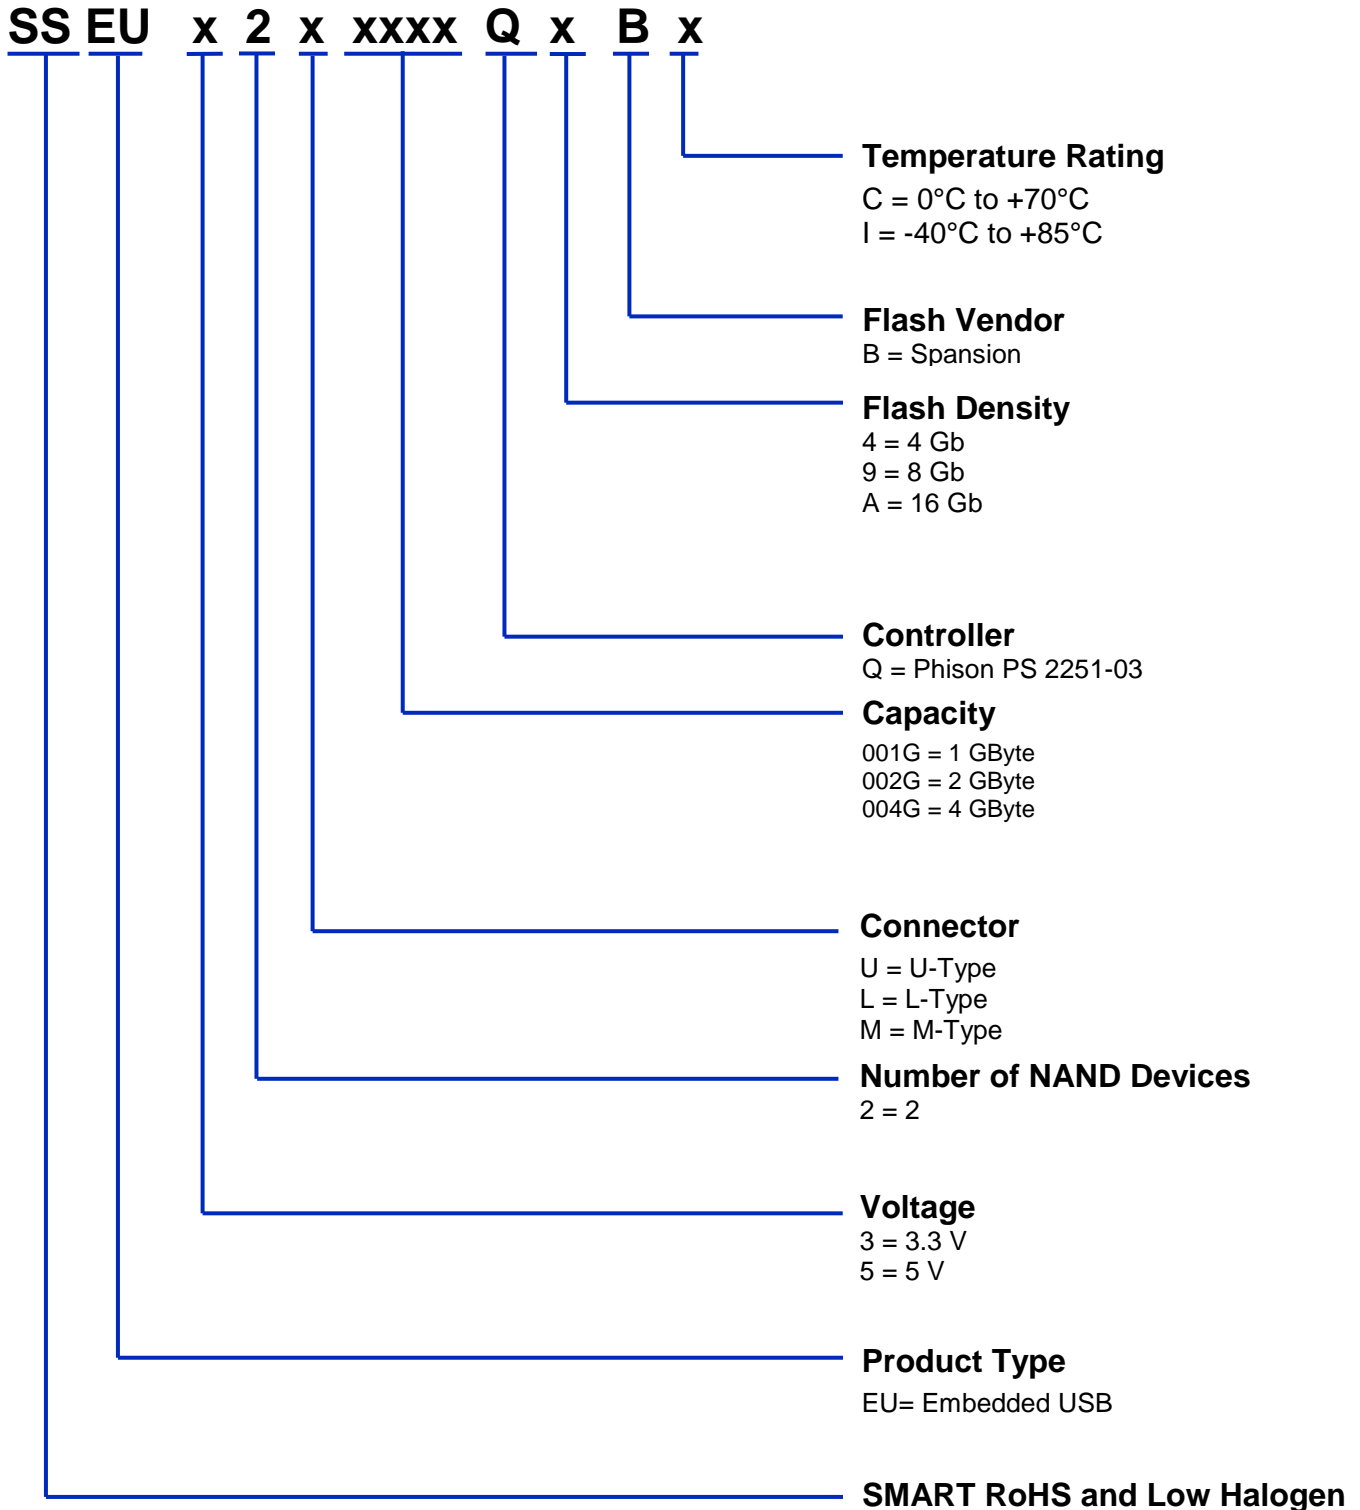 SS EU x 2 x xxxx Q x B x
Temperature Rating
C = 0°C to +70°C
I = -40°C to +85°C
Flash Vendor
B = Spansion
Flash Density
4 = 4 Gb
9 = 8 Gb
A = 16 Gb
Controller
Q = Phison PS 2251-03
Capacity
001G = 1 GByte
002G = 2 GByte
004G = 4 GByte
Connector
U = U-Type
L = L-Type
M = M-Type
Number of NAND Devices
2 = 2
Voltage
3 = 3.3 V
5 = 5 V
Product Type
EU= Embedded USB
SMART RoHS and Low Halogen